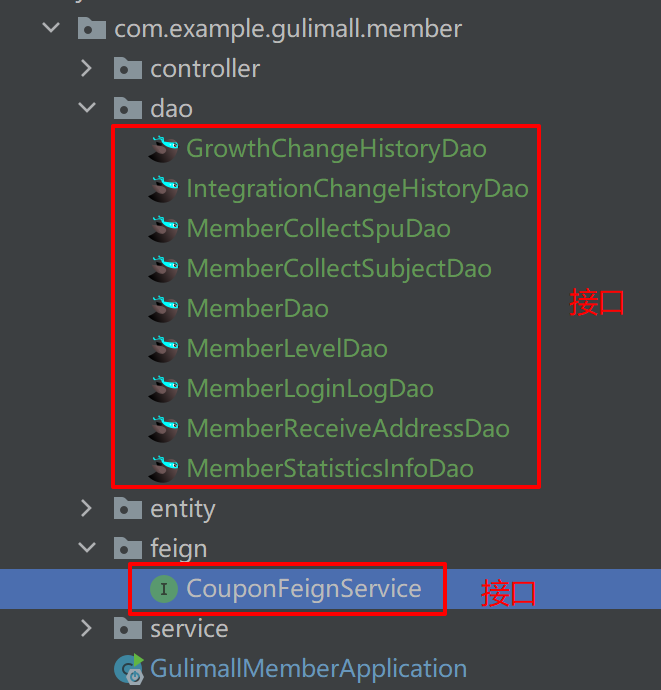 com.example.gulimall.member
controller
dao
GrowthChangeHistoryDao
IntegrationChangeHistoryDao
MemberCollectSpuDao
MemberCollectSubjectDao
接口
MemberDao
MemberLevelDao
MemberLoginLogDao
MemberReceiveAddressDao
MemberStatisticsInfoDao
entity
feign
I CouponFeignService 接口
service
GulimallMemberApplication